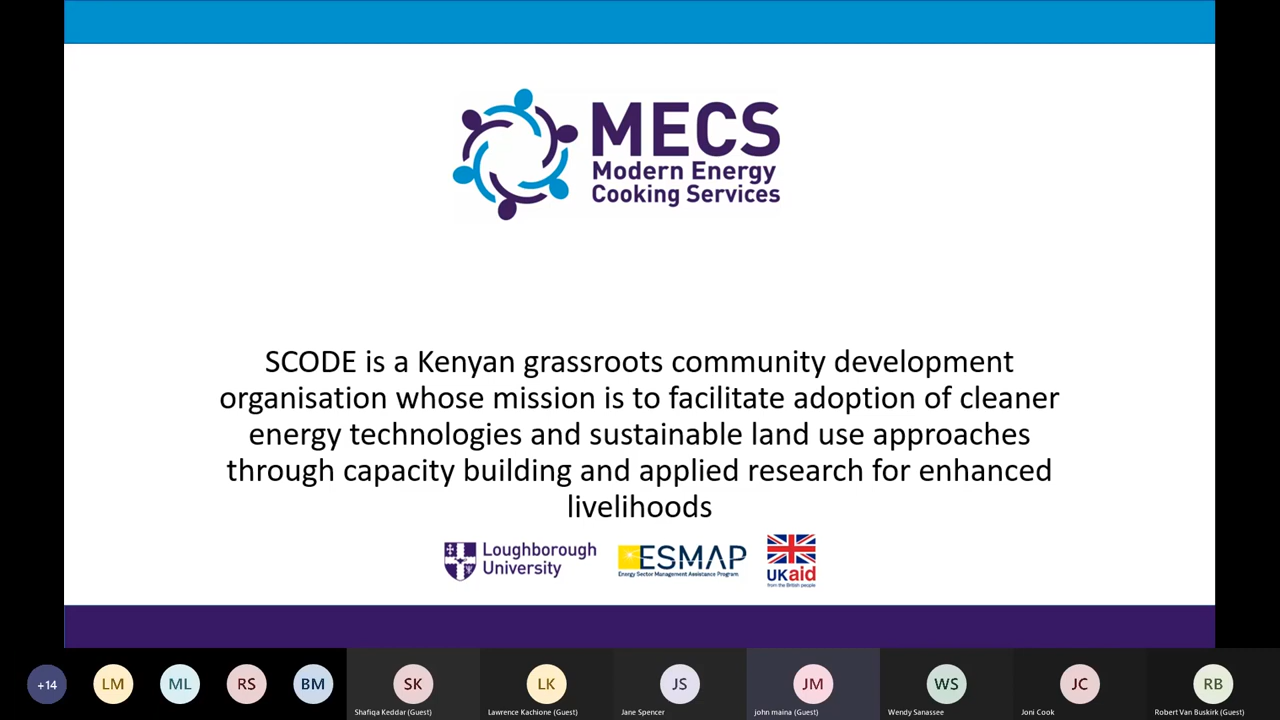 MECS
Modern Energy
Cooking Services
SCODE is a Kenyan grassroots community development
organisation whose mission is to facilitate adoption of cleaner
energy technologies and sustainable land use approaches
through capacity building and applied research for enhanced
livelihoods
Loughborough
University
ESMAP
Energy Sector Management Assistance Program
UKaid
from the British people
+14
LM
ML
RS
BM
SK
LK
JS
JM
WS
JC
RB
Shafiqa Keddar (Guest)
Lawrence Kachione (Guest)
Jane Spencer
john maina (Guest)
Wendy Sanassee
Joni Cook
Robert Van Buskirk (Guest)